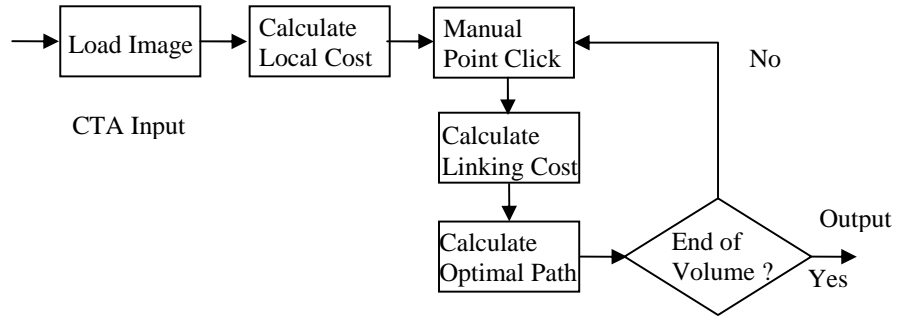 Load Image
Calculate
Local Cost
Manual
Point Click
No
CTA Input
Calculate
Linking Cost
Calculate
Optimal Path
End of
Volume ?
Output
Yes